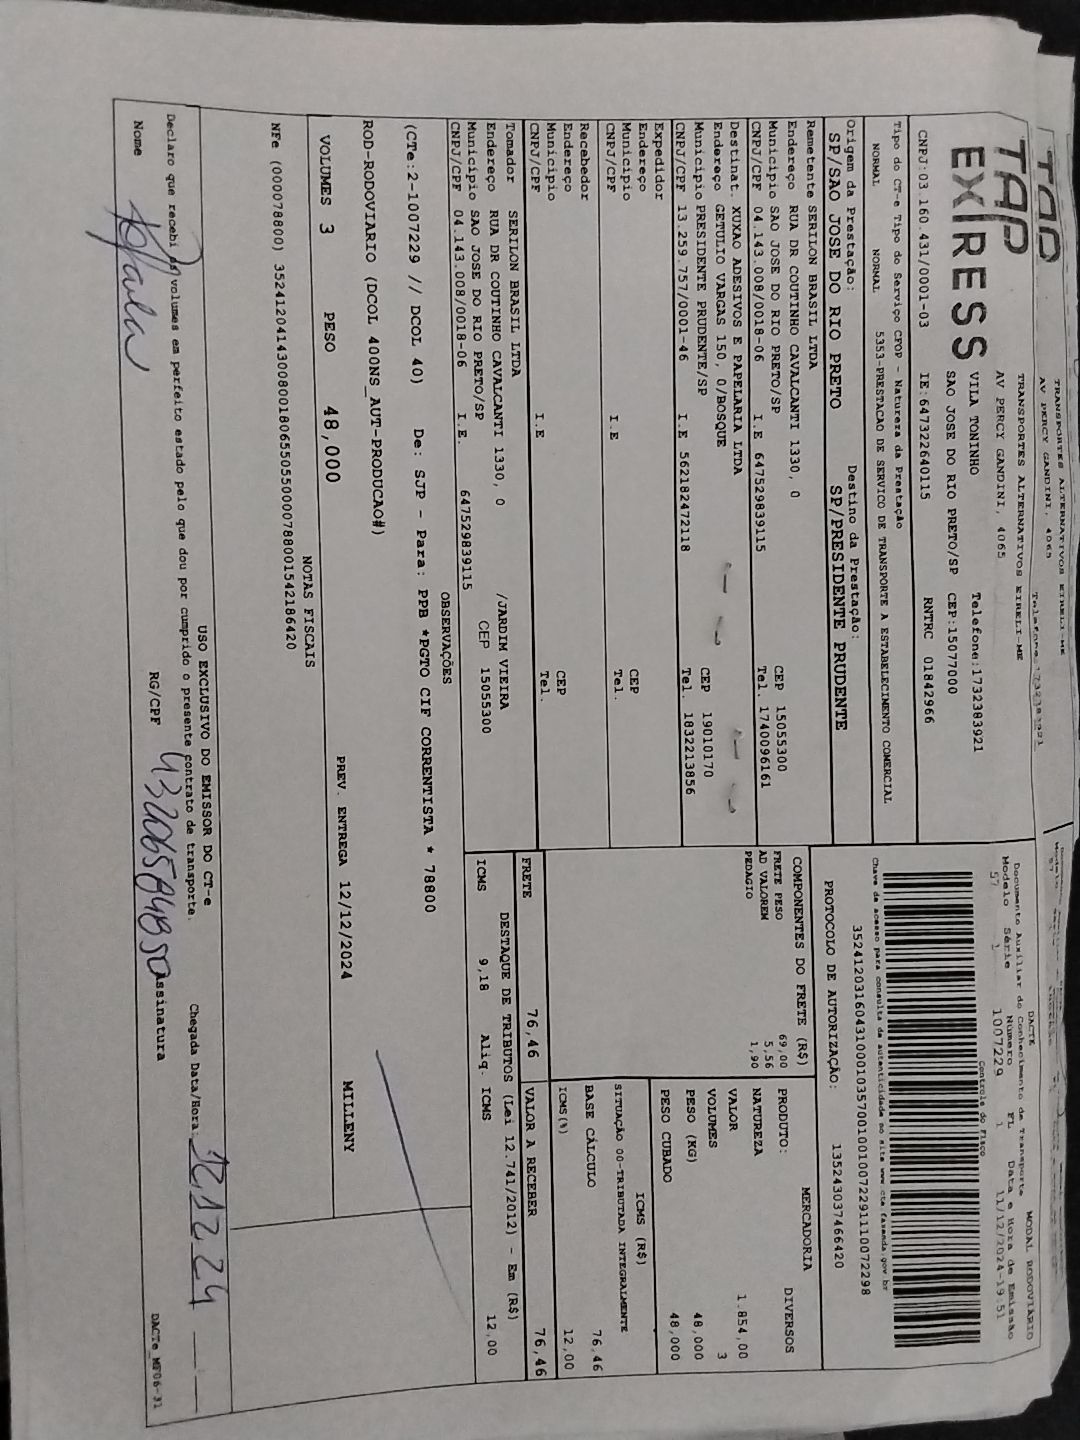 TAP
EXPRESS
TRANSPORTES ALTERNATIVOS EIRELI-ME
AV PERCY GANDINI, 4065
VILA TONINHO Telefone:1732383921
SAO JOSE DO RIO PRETO/SP CEP:15077000
CNPJ:03.160.431/0001-03 IE:647322640115 RNTRC 01842966
DACTE MODAL RODOVIÁRIO
Documento Auxiliar do Conhecimento de Transporte
Modelo Série Número FL Data e Hora de Emissão
57 1 1007229 1 11/12/2024-19:51
Controle do Fisco
Chave de acesso para consulta de autenticidade no site www.cte.fazenda.gov.br
PROTOCOLO DE AUTORIZAÇÃO: 135243037466420
Tipo do CT-e Tipo do Serviço CFOP - Natureza da Prestação
NORMAL NORMAL 5353-PRESTACAO DE SERVICO DE TRANSPORTE A ESTABELECIMENTO COMERCIAL
Origem da Prestação: Destino da Prestação:
SP/SAO JOSE DO RIO PRETO SP/PRESIDENTE PRUDENTE
Remetente SERILON BRASIL LTDA
Endereço RUA DR COUTINHO CAVALCANTI 1330, 0
Município SAO JOSE DO RIO PRETO/SP CEP 15055300
CNPJ/CPF 04.143.008/0018-06 I.E 647529839115 Tel. 1740096161
Destinat. XUXAO ADESIVOS E PAPELARIA LTDA
Endereço GETULIO VARGAS 150, 0/BOSQUE
Município PRESIDENTE PRUDENTE/SP CEP 19010170
CNPJ/CPF 13.259.757/0001-46 I.E 562182472118 Tel. 1832213856
Expedidor
Endereço
Município CEP
CNPJ/CPF I.E Tel.
Recebedor
Endereço
Município CEP
CNPJ/CPF I.E Tel.
Tomador SERILON BRASIL LTDA
Endereço RUA DR COUTINHO CAVALCANTI 1330, 0 /JARDIM VIEIRA
Município SAO JOSE DO RIO PRETO/SP CEP 15055300
CNPJ/CPF 04.143.008/0018-06 I.E. 647529839115
COMPONENTES DO FRETE (R$)
FRETE PESO 69,00
AD VALOREM 5,56
PEDAGIO 1,90
MERCADORIA
PRODUTO: DIVERSOS
NATUREZA
VALOR 1.854,00
VOLUMES 3
PESO (KG) 48,000
PESO CUBADO 48,000
ICMS (R$)
SITUAÇÃO 00-TRIBUTADA INTEGRALMENTE
BASE CÁLCULO 76,46
ICMS(%) 12,00
FRETE 76,46 VALOR A RECEBER 76,46
DESTAQUE DE TRIBUTOS (Lei 12.741/2012) - Em (R$)
ICMS 9,18 Aliq. ICMS 12,00
OBSERVAÇÕES
(CTe:2-1007229 // DCOL 40) De: SJP - Para: PPB *PGTO CIF CORRENTISTA * 78800
ROD-RODOVIARIO (DCOL 400NS_AUT-PRODUCAO#)
VOLUMES 3 PESO 48,000 PREV. ENTREGA 12/12/2024 MILLENY
NOTAS FISCAIS
USO EXCLUSIVO DO EMISSOR DO CT-e
Declaro que recebi os volumes em perfeito estado pelo que dou por cumprido o presente contrato de transporte. Chegada Data/Hora: 12 12 24
Nome RG/CPF Assinatura
DACTe_MF06-31